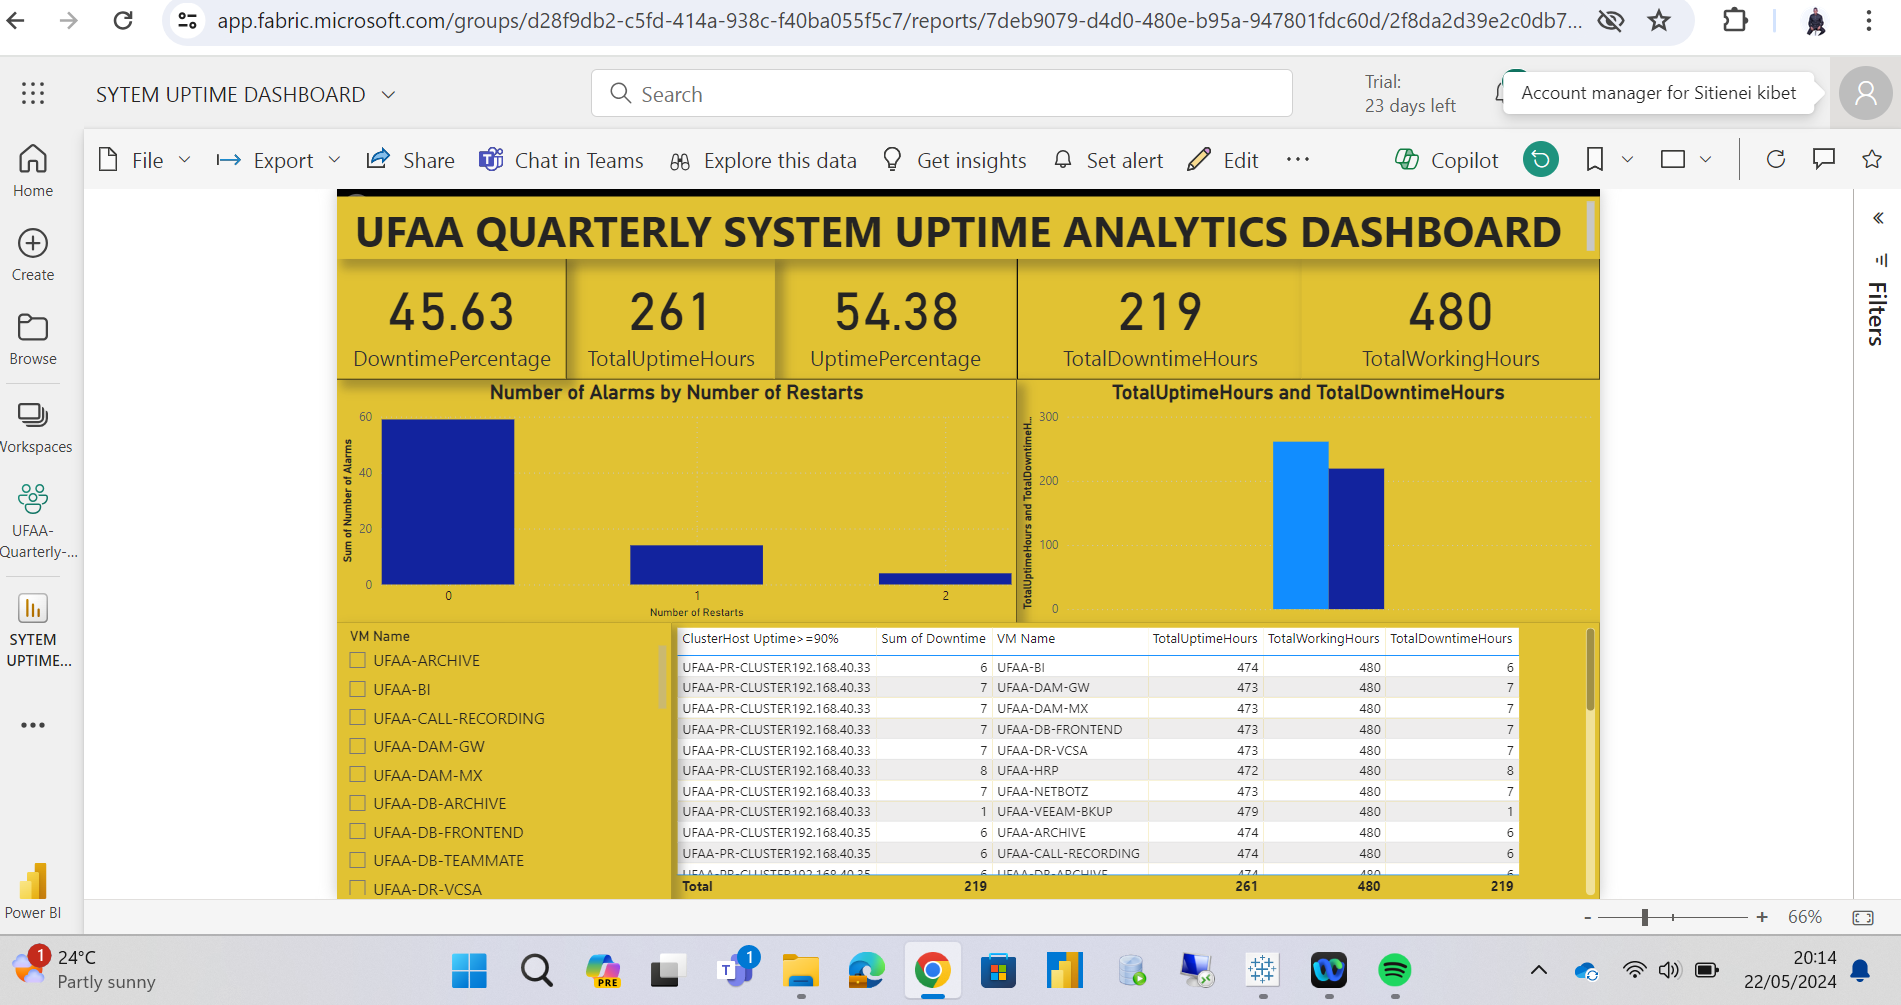 app.fabric.microsoft.com/groups/d28f9db2-c5fd-414a-938c-f40ba055f5c7/reports/7deb9079-d4d0-480e-b95a-947801fdc60d/2f8da2d39e2c0db7...
SYTEM UPTIME DASHBOARD
Search
Trial:
23 days left
Account manager for Sitienei kibet
File
Export
Share
Chat in Teams
Explore this data
Get insights
Set alert
Edit
Copilot
Home
Create
Browse
Workspaces
UFAA-
Quarterly-...
SYTEM
UPTIME...
Power BI
UFAA QUARTERLY SYSTEM UPTIME ANALYTICS DASHBOARD
45.63
DowntimePercentage
261
TotalUptimeHours
54.38
UptimePercentage
219
TotalDowntimeHours
480
TotalWorkingHours
Number of Alarms by Number of Restarts
Sum of Number of Alarms
60
40
20
0
0 1 2
Number of Restarts
TotalUptimeHours and TotalDowntimeHours
TotalUptimeHours and TotalDowntimeH...
300
200
100
0
VM Name
UFAA-ARCHIVE
UFAA-BI
UFAA-CALL-RECORDING
UFAA-DAM-GW
UFAA-DAM-MX
UFAA-DB-ARCHIVE
UFAA-DB-FRONTEND
UFAA-DB-TEAMMATE
UFAA-DR-VCSA
ClusterHost Uptime>=90% Sum of Downtime VM Name TotalUptimeHours TotalWorkingHours TotalDowntimeHours
UFAA-PR-CLUSTER192.168.40.33 6 UFAA-BI 474 480 6
UFAA-PR-CLUSTER192.168.40.33 7 UFAA-DAM-GW 473 480 7
UFAA-PR-CLUSTER192.168.40.33 7 UFAA-DAM-MX 473 480 7
UFAA-PR-CLUSTER192.168.40.33 7 UFAA-DB-FRONTEND 473 480 7
UFAA-PR-CLUSTER192.168.40.33 7 UFAA-DR-VCSA 473 480 7
UFAA-PR-CLUSTER192.168.40.33 8 UFAA-HRP 472 480 8
UFAA-PR-CLUSTER192.168.40.33 7 UFAA-NETBOTZ 473 480 7
UFAA-PR-CLUSTER192.168.40.33 1 UFAA-VEEAM-BKUP 479 480 1
UFAA-PR-CLUSTER192.168.40.35 6 UFAA-ARCHIVE 474 480 6
UFAA-PR-CLUSTER192.168.40.35 6 UFAA-CALL-RECORDING 474 480 6
UFAA-PR-CLUSTER192.168.40.35 6 UFAA-DB-ARCHIVE 474 480 6
Total 219 261 480 219
Filters
- + 66%
1
24°C
Partly sunny
PRE
T
1
20:14
22/05/2024